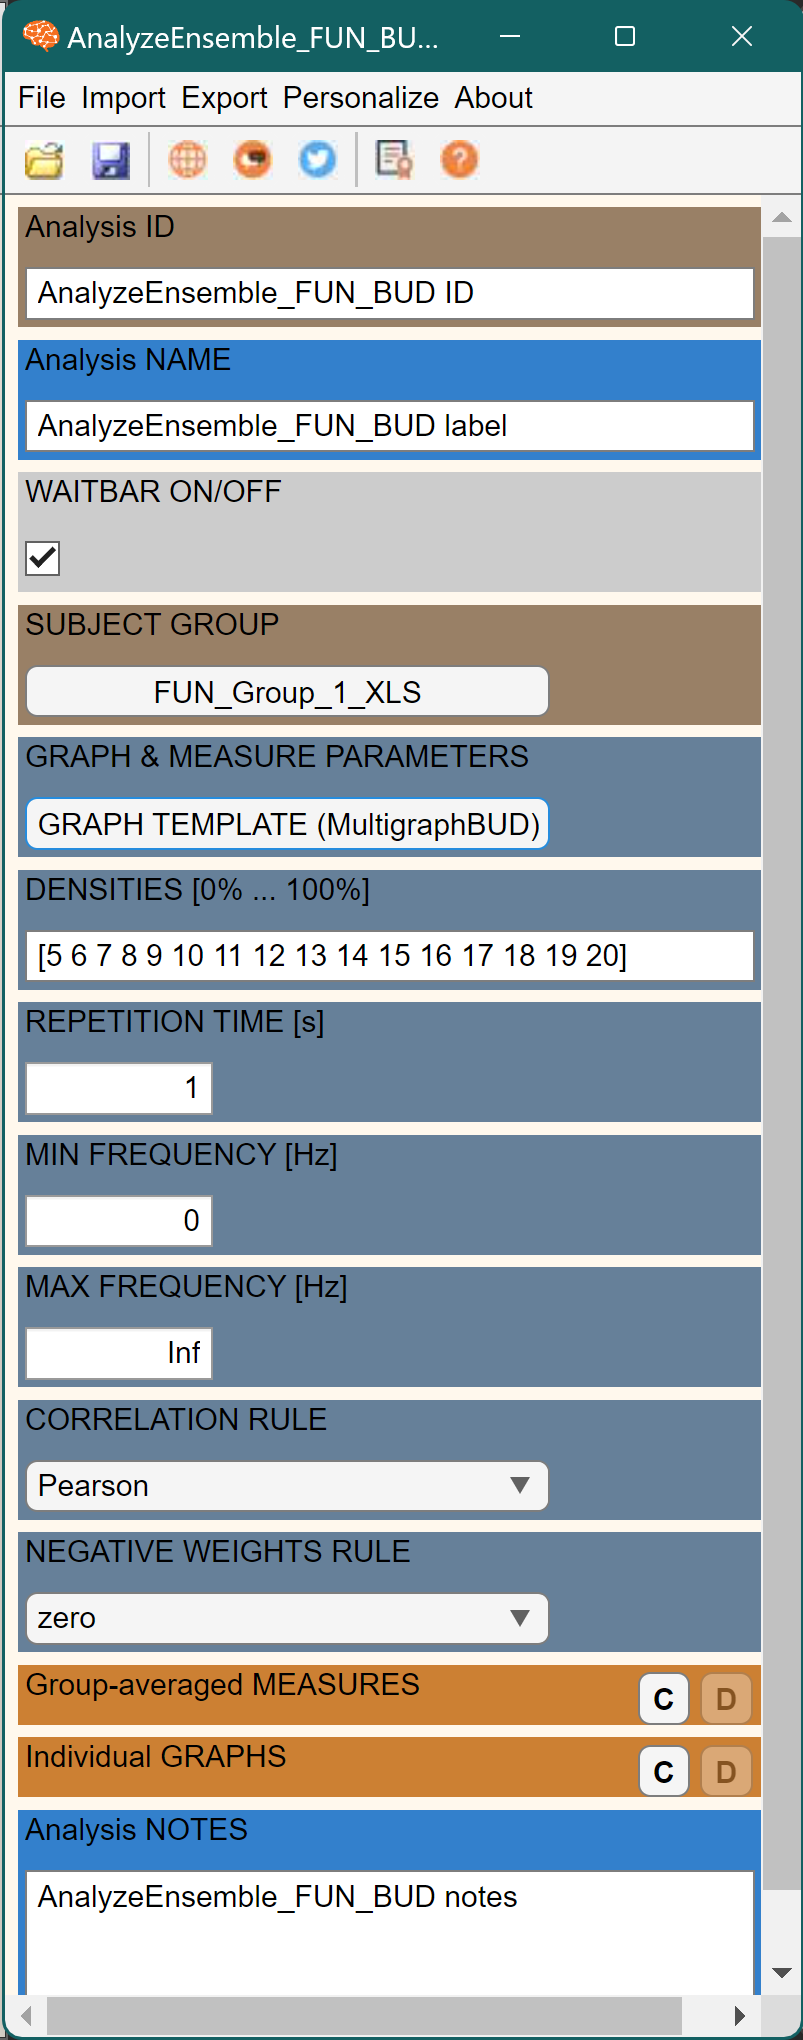 AnalyzeEnsemble_FUN_BU...
File Import Export Personalize About
Analysis ID
AnalyzeEnsemble_FUN_BUD ID
Analysis NAME
AnalyzeEnsemble_FUN_BUD label
WAITBAR ON/OFF
SUBJECT GROUP
FUN_Group_1_XLS
GRAPH & MEASURE PARAMETERS
GRAPH TEMPLATE (MultigraphBUD)
DENSITIES [0% ... 100%]
[5 6 7 8 9 10 11 12 13 14 15 16 17 18 19 20]
REPETITION TIME [s]
1
MIN FREQUENCY [Hz]
0
MAX FREQUENCY [Hz]
Inf
CORRELATION RULE
Pearson
NEGATIVE WEIGHTS RULE
zero
Group-averaged MEASURES C D
Individual GRAPHS C D
Analysis NOTES
AnalyzeEnsemble_FUN_BUD notes